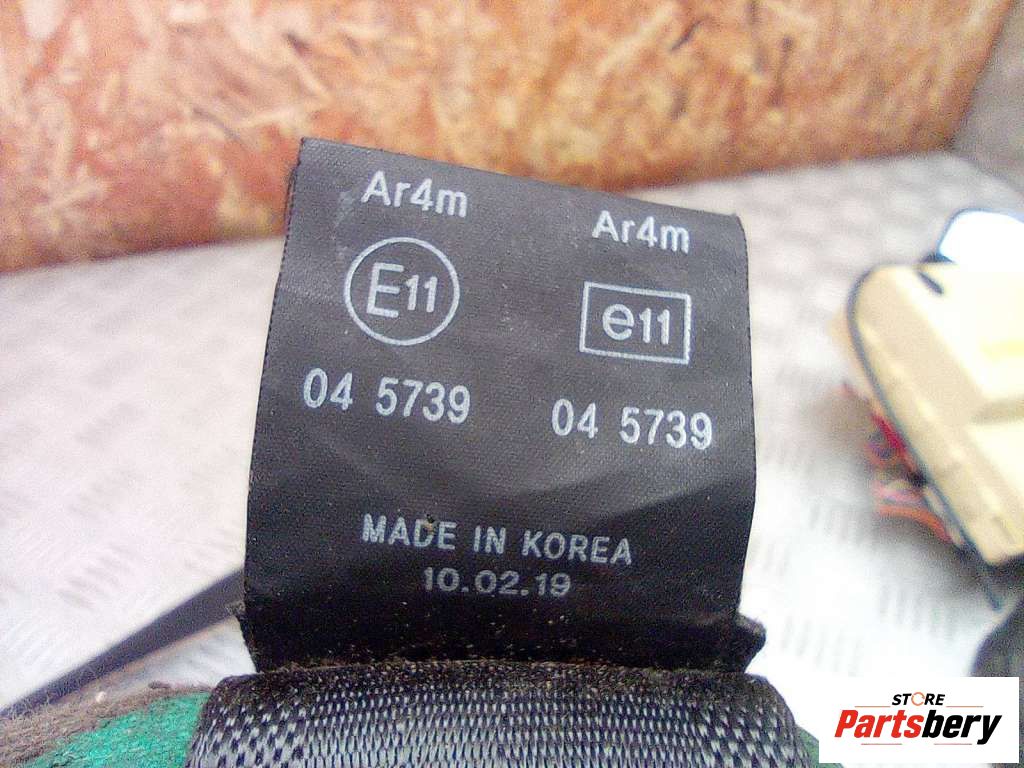 Ar4m
E11
04 5739
Ar4m
e11
04 5739
MADE IN KOREA
10.02.19
STORE
Partsbery